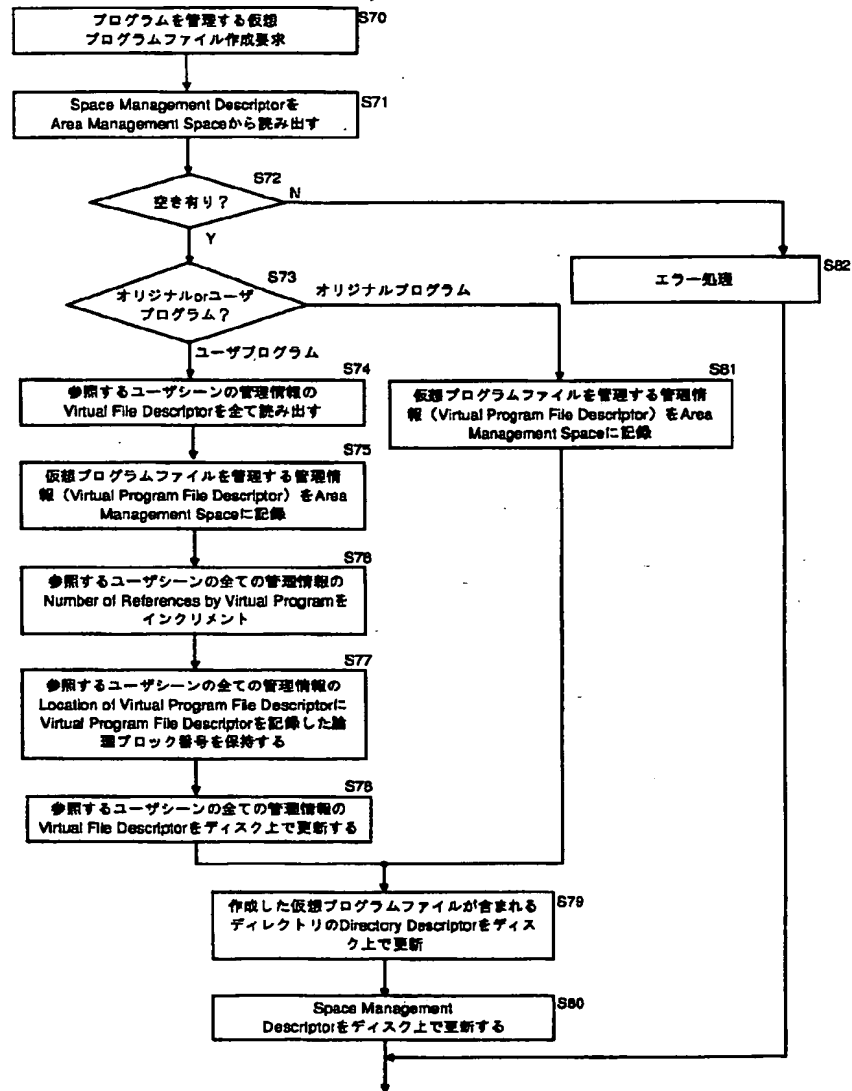 プログラムを管理する仮想
プログラムファイル作成要求
S70
Space Management Descriptorを
Area Management Spaceから読み出す
S71
空き有り？
S72
N
Y
エラー処理
S82
オリジナルorユーザ
プログラム？
S73
オリジナルプログラム
ユーザプログラム
参照するユーザシーンの管理情報の
Virtual File Descriptorを全て読み出す
S74
仮想プログラムファイルを管理する管理情
報（Virtual Program File Descriptor）をArea
Management Spaceに記録
S81
仮想プログラムファイルを管理する管理情
報（Virtual Program File Descriptor）をArea
Management Spaceに記録
S75
参照するユーザシーンの全ての管理情報の
Number of References by Virtual Programを
インクリメント
S76
参照するユーザシーンの全ての管理情報の
Location of Virtual Program File Descriptorに
Virtual Program File Descriptorを記録した論
理ブロック番号を保持する
S77
参照するユーザシーンの全ての管理情報の
Virtual File Descriptorをディスク上で更新する
S78
作成した仮想プログラムファイルが含まれる
ディレクトリのDirectory Descriptorをディス
ク上で更新
S79
Space Management
Descriptorをディスク上で更新する
S80